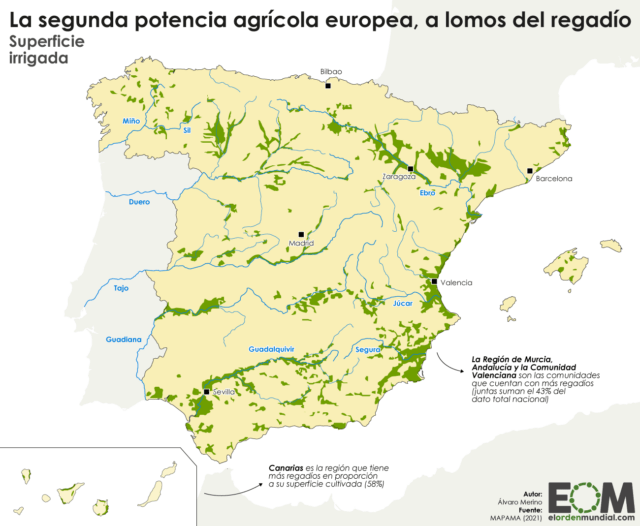 La segunda potencia agrícola europea, a lomos del regadío
Superficie
irrigada
Bilbao
Miño
Sil
Zaragoza
Barcelona
Ebro
Duero
Madrid
Tajo
Valencia
Júcar
Guadiana
Guadalquivir
Segura
Sevilla
La Región de Murcia,
Andalucía y la Comunidad
Valenciana son las comunidades
que cuentan con más regadíos
(juntas suman el 43% del
dato total nacional)
Canarias es la región que tiene
más regadíos en proporción
a su superficie cultivada (58%)
Autor:
Álvaro Merino
Fuente:
MAPAMA (2021)
EOM
elordenmundial.com